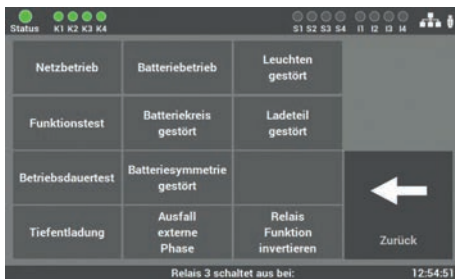 Status K1 K2 K3 K4 S1 S2 S3 S4 I1 I2 I3 I4
Netzbetrieb
Batteriebetrieb
Leuchten
gestört
Funktionstest
Batteriekreis
gestört
Ladeteil
gestört
Betriebsdauertest
Batteriesymmetrie
gestört
Tiefentladung
Ausfall
externe
Phase
Relais
Funktion
invertieren
Zurück
Relais 3 schaltet aus bei:
12:54:51